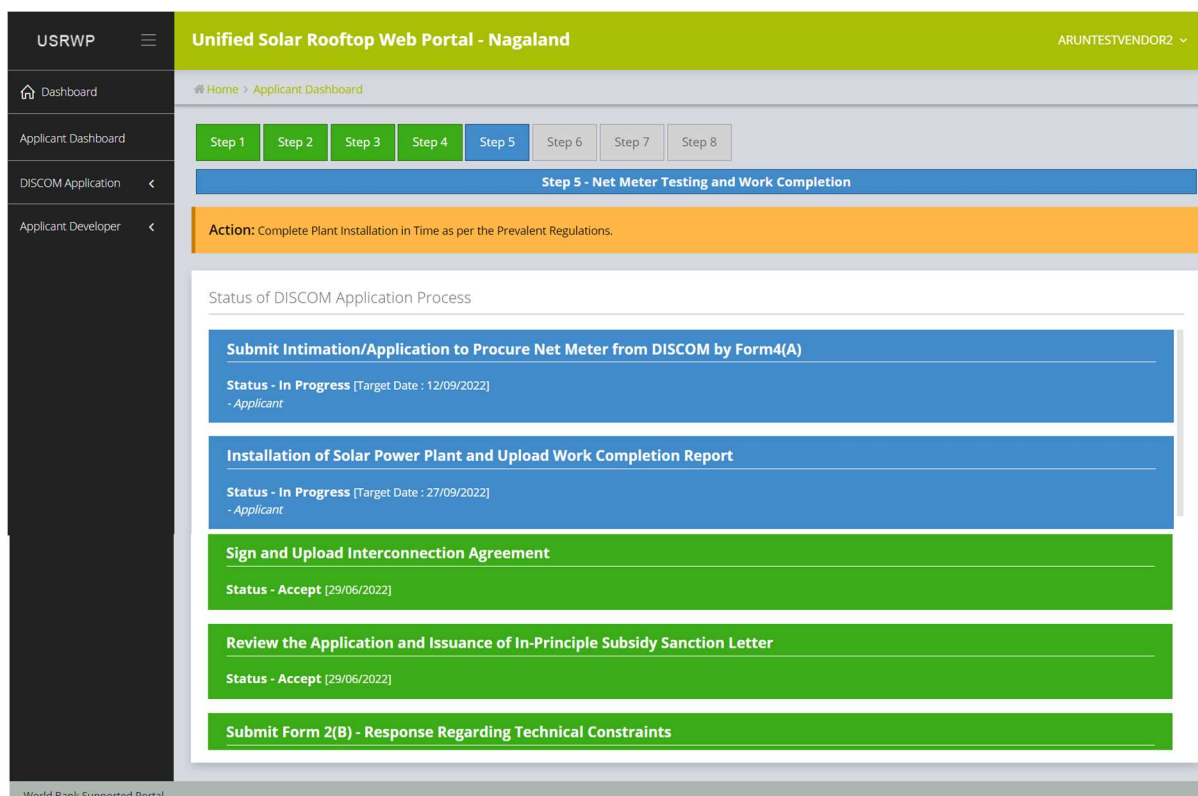 USRWP
Unified Solar Rooftop Web Portal - Nagaland
ARUNTESTVENDOR2
Dashboard
Home > Applicant Dashboard
Applicant Dashboard
Step 1
Step 2
Step 3
Step 4
Step 5
Step 6
Step 7
Step 8
DISCOM Application
Step 5 - Net Meter Testing and Work Completion
Applicant Developer
Action: Complete Plant Installation in Time as per the Prevalent Regulations.
Status of DISCOM Application Process
Submit Intimation/Application to Procure Net Meter from DISCOM by Form4(A)
Status - In Progress [Target Date : 12/09/2022]
- Applicant
Installation of Solar Power Plant and Upload Work Completion Report
Status - In Progress [Target Date : 27/09/2022]
- Applicant
Sign and Upload Interconnection Agreement
Status - Accept [29/06/2022]
Review the Application and Issuance of In-Principle Subsidy Sanction Letter
Status - Accept [29/06/2022]
Submit Form 2(B) - Response Regarding Technical Constraints
World Bank Supported Portal